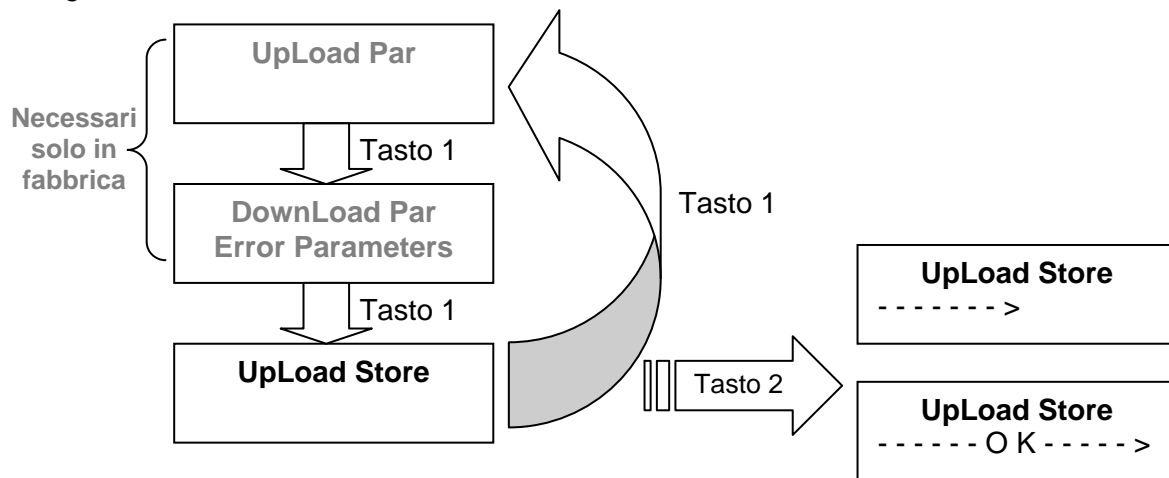 UpLoad Par
Necessari
solo in
fabbrica
Tasto 1
DownLoad Par
Error Parameters
Tasto 1
UpLoad Store
Tasto 1
Tasto 2
UpLoad Store
- - - - - - - >
UpLoad Store
- - - - - - O K - - - - - >